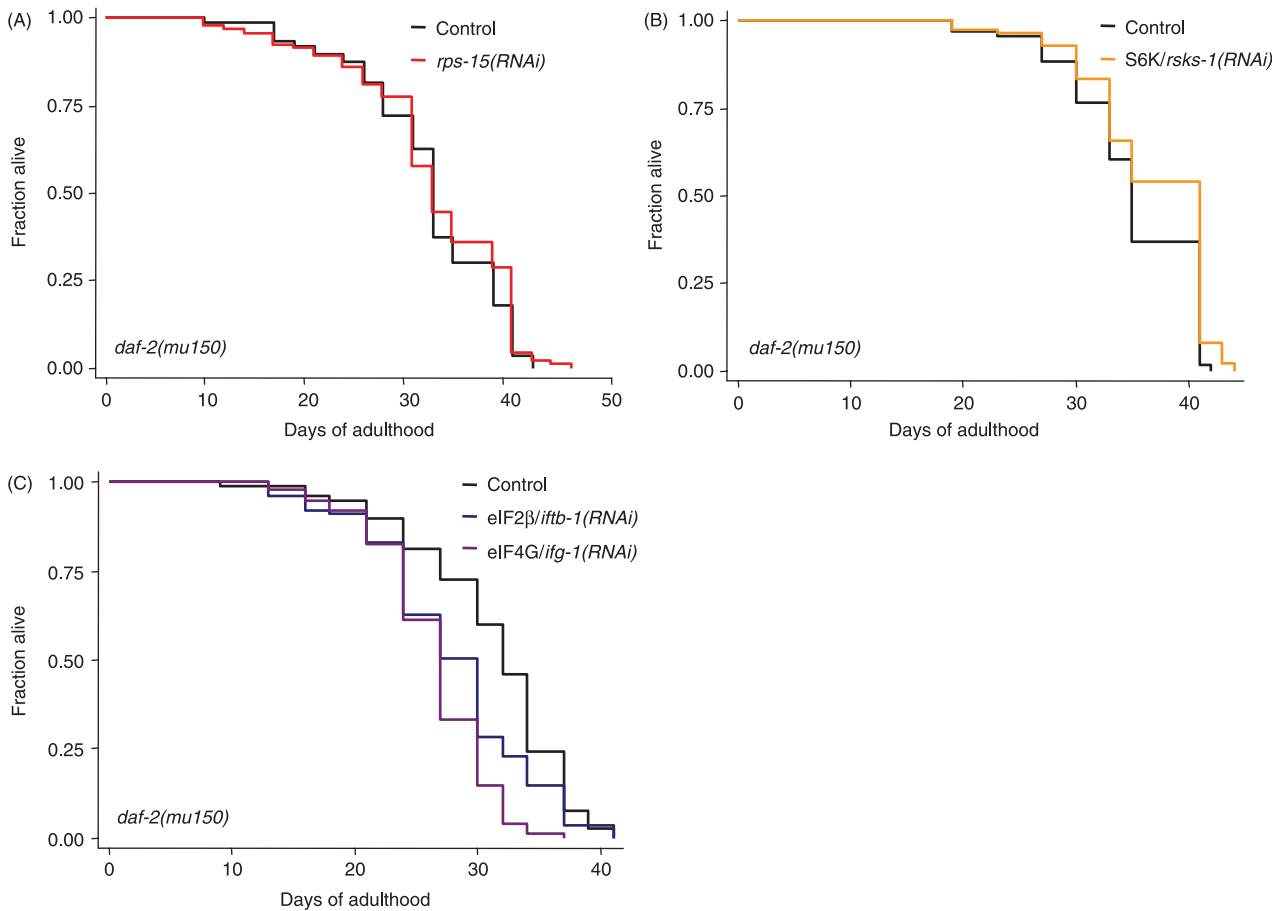 (A)
1.00
0.75
0.50
0.25
0.00
Fraction alive
Control
rps-15(RNAi)
daf-2(mu150)
0 10 20 30 40 50
Days of adulthood
(B)
1.00
0.75
0.50
0.25
0.00
Fraction alive
Control
S6K/rsks-1(RNAi)
daf-2(mu150)
0 10 20 30 40
Days of adulthood
(C)
1.00
0.75
0.50
0.25
0.00
Fraction alive
Control
eIF2β/iftb-1(RNAi)
eIF4G/ifg-1(RNAi)
daf-2(mu150)
0 10 20 30 40
Days of adulthood